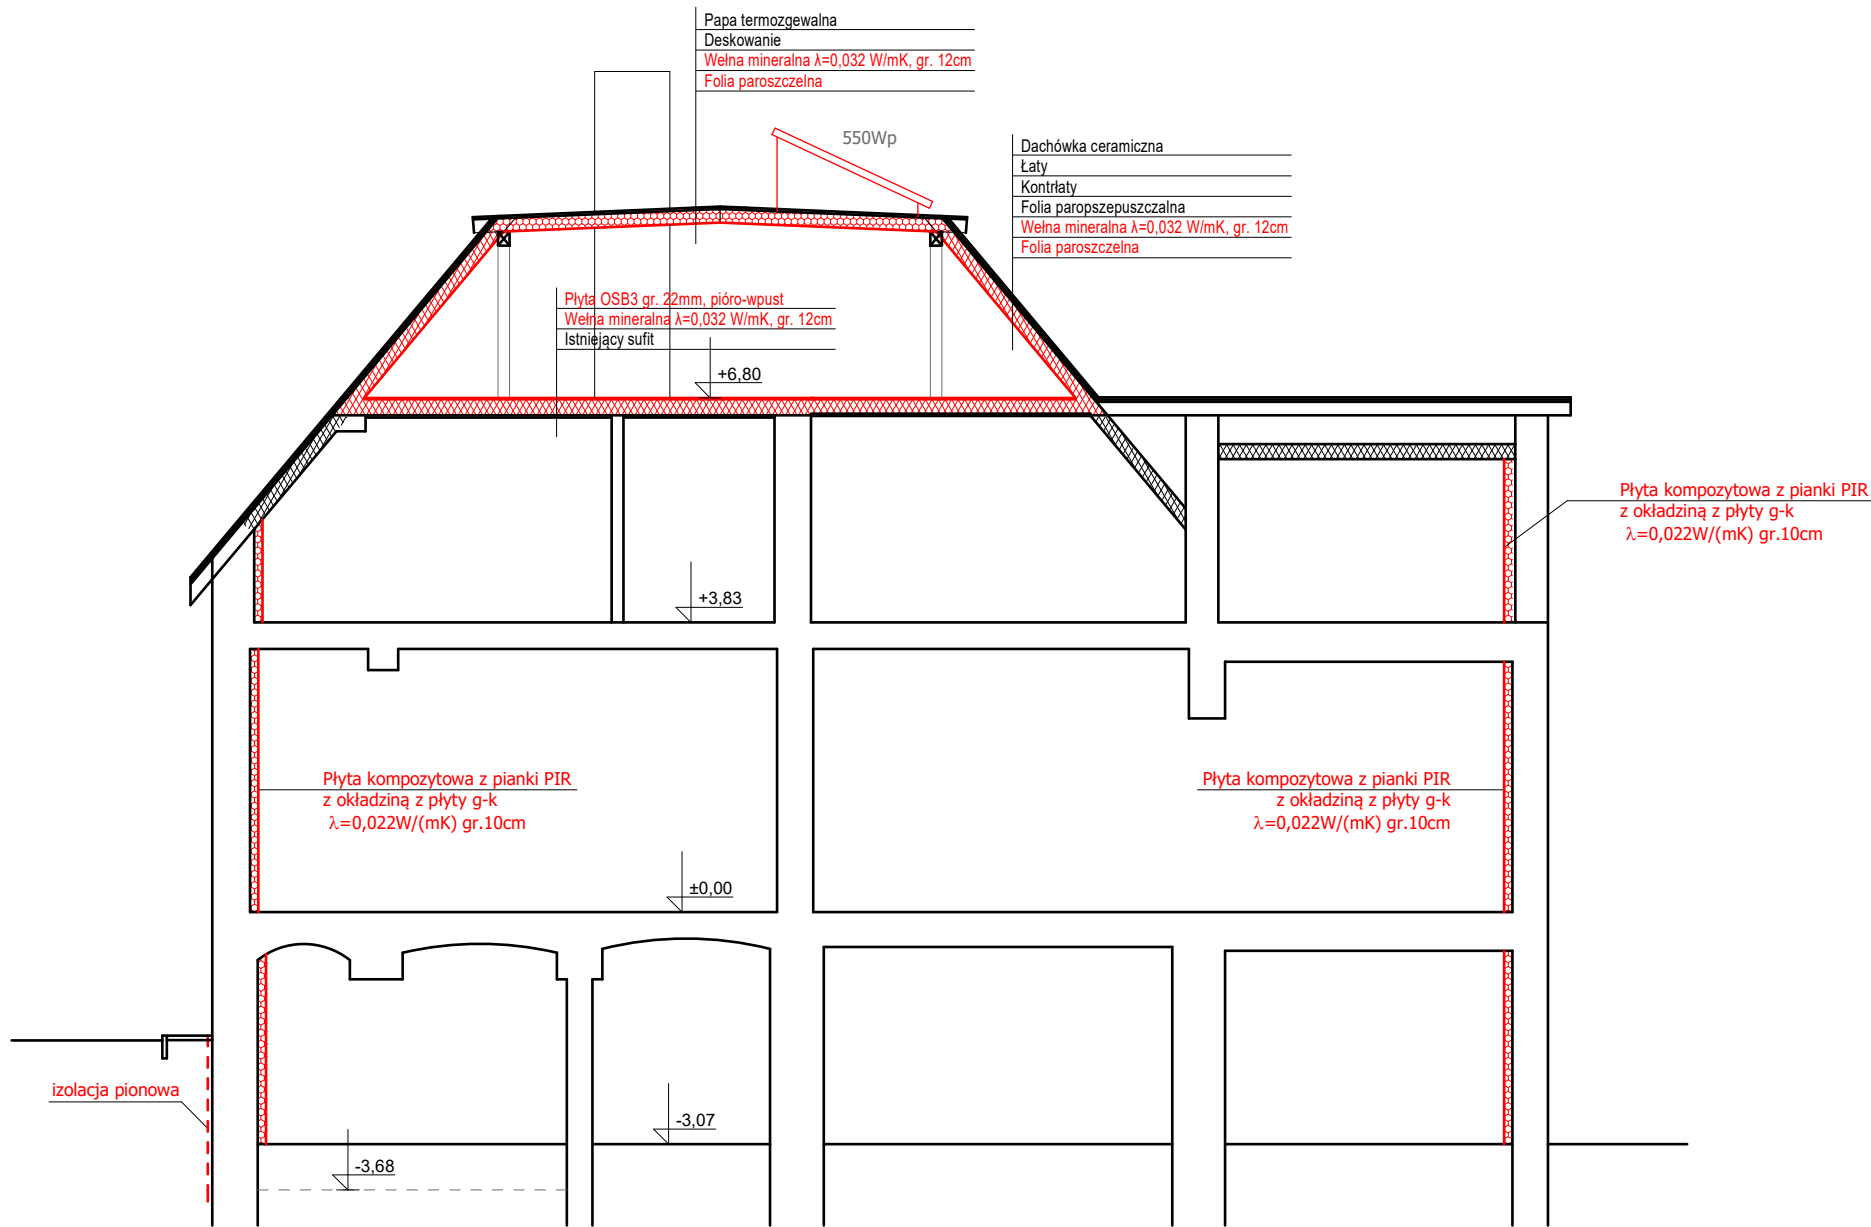 Papa termozgewalna
Deskowanie
Wełna mineralna λ=0,032 W/mK, gr. 12cm
Folia paroszczelna
550Wp
Dachówka ceramiczna
Łaty
Kontrłaty
Folia paropszepuszczalna
Wełna mineralna λ=0,032 W/mK, gr. 12cm
Folia paroszczelna
Płyta OSB3 gr. 22mm, pióro-wpust
Wełna mineralna λ=0,032 W/mK, gr. 12cm
Istniejący sufit
+6,80
Płyta kompozytowa z pianki PIR
z okładziną z płyty g-k
λ=0,022W/(mK) gr.10cm
+3,83
Płyta kompozytowa z pianki PIR
z okładziną z płyty g-k
λ=0,022W/(mK) gr.10cm
Płyta kompozytowa z pianki PIR
z okładziną z płyty g-k
λ=0,022W/(mK) gr.10cm
±0,00
izolacja pionowa
-3,07
-3,68